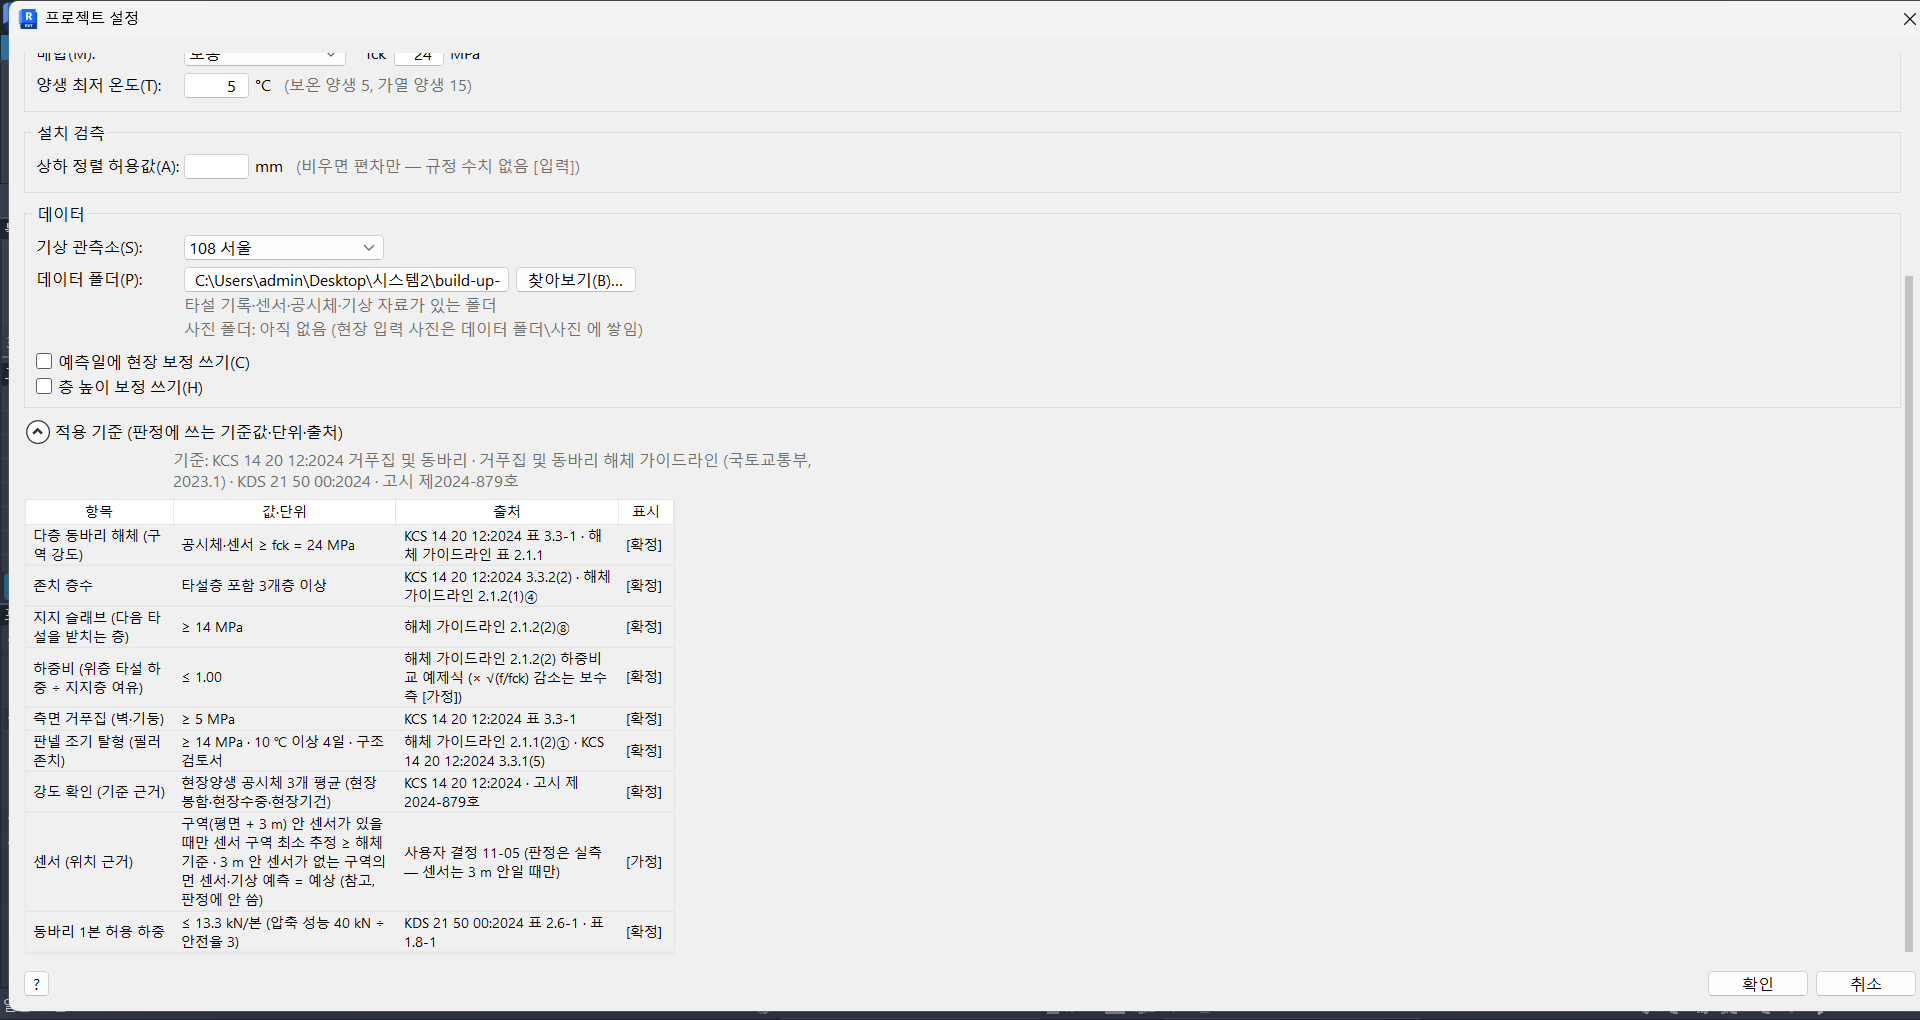 프로젝트 설정
배합(M): 보통 fck 24 MPa
양생 최저 온도(T): 5 °C (보온 양생 5, 가열 양생 15)
설치 검측
상하 정렬 허용값(A): mm (비우면 편차만 — 규정 수치 없음 [입력])
데이터
기상 관측소(S): 108 서울
데이터 폴더(P): C:\Users\admin\Desktop\시스템2\build-up- 찾아보기(B)...
타설 기록·센서·공시체·기상 자료가 있는 폴더
사진 폴더: 아직 없음 (현장 입력 사진은 데이터 폴더\사진 에 쌓임)
예측일에 현장 보정 쓰기(C)
층 높이 보정 쓰기(H)
적용 기준 (판정에 쓰는 기준값·단위·출처)
기준: KCS 14 20 12:2024 거푸집 및 동바리 · 거푸집 및 동바리 해체 가이드라인 (국토교통부,
2023.1) · KDS 21 50 00:2024 · 고시 제2024-879호
항목 값·단위 출처 표시
다층 동바리 해체 (구
역 강도)
공시체·센서 ≥ fck = 24 MPa
KCS 14 20 12:2024 표 3.3-1 · 해
체 가이드라인 표 2.1.1
[확정]
존치 층수
타설층 포함 3개층 이상
KCS 14 20 12:2024 3.3.2(2) · 해체
가이드라인 2.1.2(1)④
[확정]
지지 슬래브 (다음 타
설을 받치는 층)
≥ 14 MPa
해체 가이드라인 2.1.2(2)⑧
[확정]
하중비 (위층 타설 하
중 ÷ 지지층 여유)
≤ 1.00
해체 가이드라인 2.1.2(2) 하중비
교 예제식 (× √(f/fck) 감소는 보수
측 [가정])
[확정]
측면 거푸집 (벽·기둥)
≥ 5 MPa
KCS 14 20 12:2024 표 3.3-1
[확정]
판넬 조기 탈형 (필러
존치)
≥ 14 MPa · 10 ℃ 이상 4일 · 구조
검토서
해체 가이드라인 2.1.1(2)① · KCS
14 20 12:2024 3.3.1(5)
[확정]
강도 확인 (기준 근거)
현장양생 공시체 3개 평균 (현장
봉함·현장수중·현장기건)
KCS 14 20 12:2024 · 고시 제
2024-879호
[확정]
센서 (위치 근거)
구역(평면 + 3 m) 안 센서가 있을
때만 센서 구역 최소 추정 ≥ 해체
기준 · 3 m 안 센서가 없는 구역의
면 센서·기상 예측 = 예상 (참고,
판정에 안 씀)
사용자 결정 11-05 (판정은 실측
— 센서는 3 m 안일 때만)
[가정]
동바리 1본 허용 하중
≤ 13.3 kN/본 (압축 성능 40 kN ÷
안전율 3)
KDS 21 50 00:2024 표 2.6-1 · 표
1.8-1
[확정]
?
확인 취소